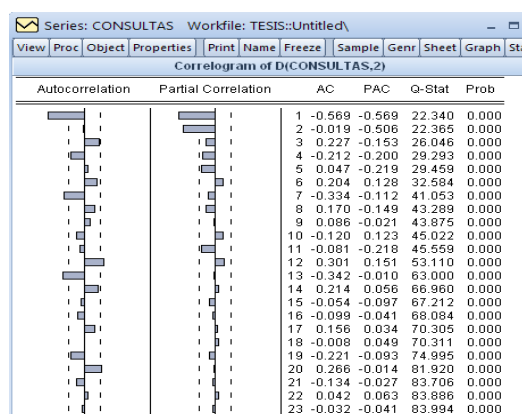 Series: CONSULTAS Workfile: TESIS::Untitled\
View Proc Object Properties Print Name Freeze Sample Genr Sheet Graph
Correlogram of D(CONSULTAS,2)
Autocorrelation Partial Correlation AC PAC Q-Stat Prob
1 -0.569 -0.569 22.340 0.000
2 -0.019 -0.506 22.365 0.000
3 0.227 -0.153 26.046 0.000
4 -0.212 -0.200 29.293 0.000
5 0.047 -0.219 29.459 0.000
6 0.204 0.128 32.584 0.000
7 -0.334 -0.112 41.053 0.000
8 0.170 -0.149 43.289 0.000
9 0.086 -0.021 43.875 0.000
10 -0.120 0.123 45.022 0.000
11 -0.081 -0.218 45.559 0.000
12 0.301 0.151 53.110 0.000
13 -0.342 -0.010 63.000 0.000
14 0.214 0.056 66.960 0.000
15 -0.054 -0.097 67.212 0.000
16 -0.099 -0.041 68.084 0.000
17 0.156 0.034 70.305 0.000
18 -0.008 0.049 70.311 0.000
19 -0.221 -0.093 74.995 0.000
20 0.266 -0.014 81.920 0.000
21 -0.134 -0.027 83.706 0.000
22 0.042 0.063 83.886 0.000
23 -0.032 -0.041 83.994 0.000